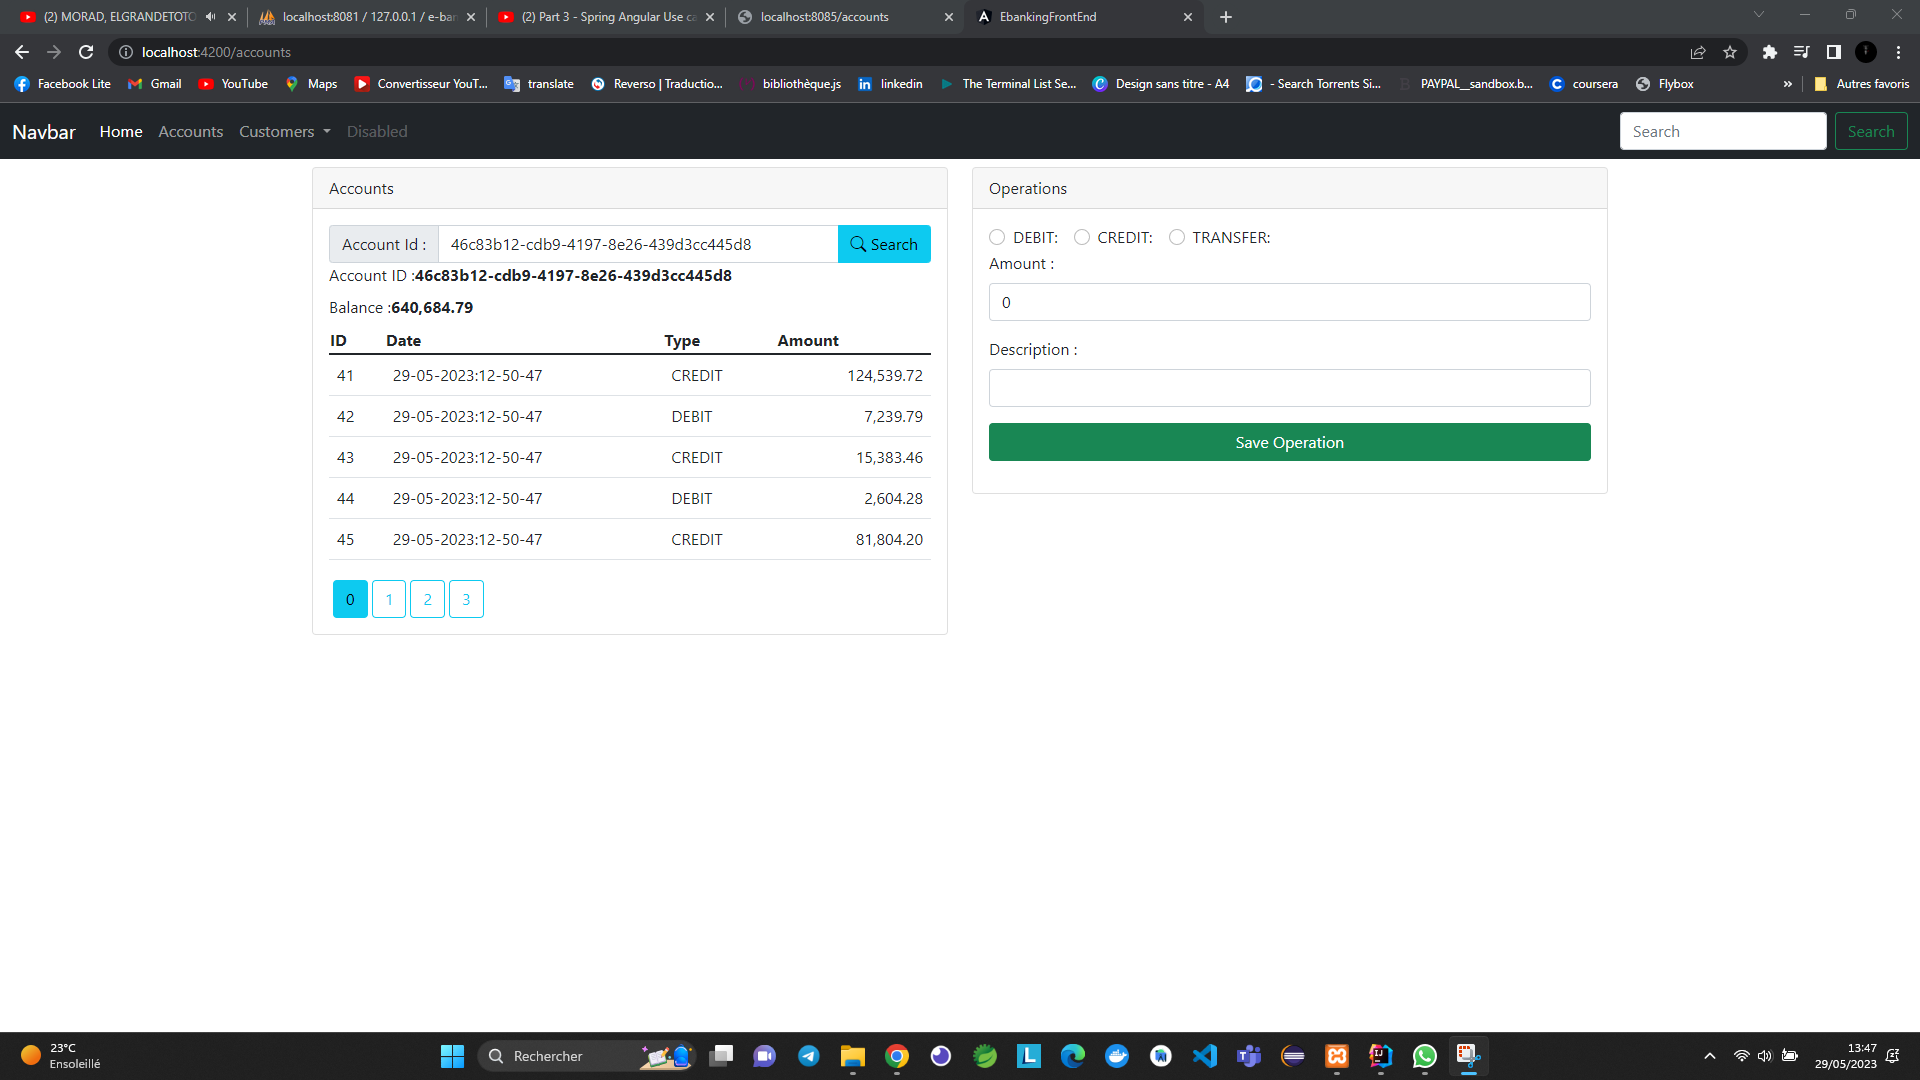 (2) MORAD, ELGRANDETOTO
localhost:8081 / 127.0.0.1 / e-ban
(2) Part 3 - Spring Angular Use ca
localhost:8085/accounts
EbankingFrontEnd
localhost:4200/accounts
Facebook Lite
Gmail
YouTube
Maps
Convertisseur YouT...
translate
Reverso | Traductio...
bibliothèque.js
linkedin
The Terminal List Se...
Design sans titre - A4
- Search Torrents Si...
PAYPAL__sandbox.b...
coursera
Flybox
»
Autres favoris
Navbar Home Accounts Customers Disabled
Search
Search
Accounts
Account Id : 46c83b12-cdb9-4197-8e26-439d3cc445d8 Search
Account ID :46c83b12-cdb9-4197-8e26-439d3cc445d8
Balance :640,684.79
ID Date Type Amount
41 29-05-2023:12-50-47 CREDIT 124,539.72
42 29-05-2023:12-50-47 DEBIT 7,239.79
43 29-05-2023:12-50-47 CREDIT 15,383.46
44 29-05-2023:12-50-47 DEBIT 2,604.28
45 29-05-2023:12-50-47 CREDIT 81,804.20
0 1 2 3
Operations
DEBIT: CREDIT: TRANSFER:
Amount :
0
Description :
Save Operation
23°C
Ensoleillé
Rechercher
13:47
29/05/2023